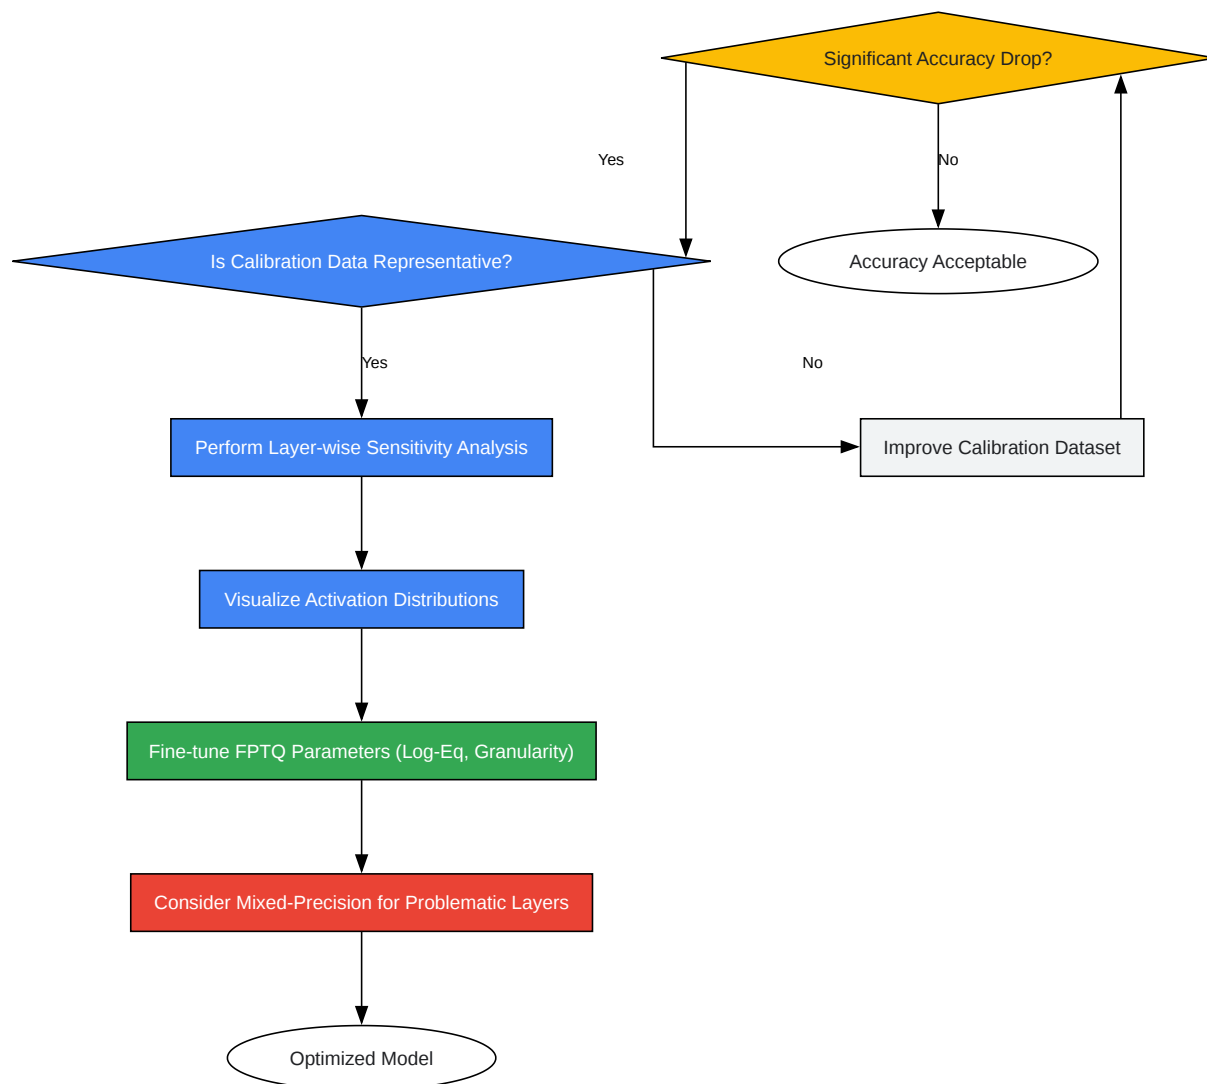 Significant Accuracy Drop?
Yes
No
Is Calibration Data Representative?
Accuracy Acceptable
Yes
No
Perform Layer-wise Sensitivity Analysis
Improve Calibration Dataset
Visualize Activation Distributions
Fine-tune FPTQ Parameters (Log-Eq, Granularity)
Consider Mixed-Precision for Problematic Layers
Optimized Model